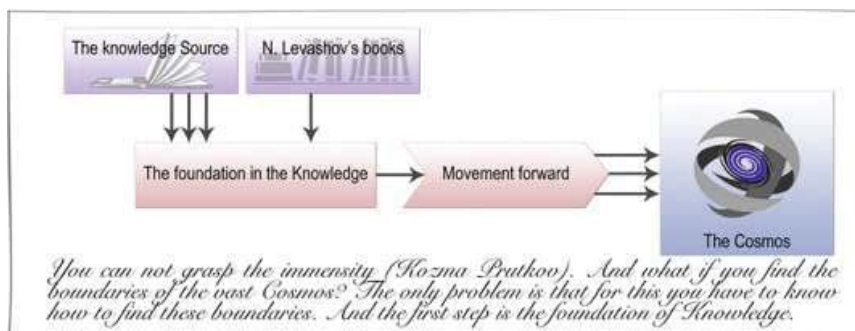 The knowledge Source
N. Levashov's books
The foundation in the Knowledge
Movement forward
The Cosmos
You can not grasp the immensity (Kozma Prutkov). And what if you find the
boundaries of the vast Cosmos? The only problem is that for this you have to know
how to find these boundaries. And the first step is the foundation of Knowledge.